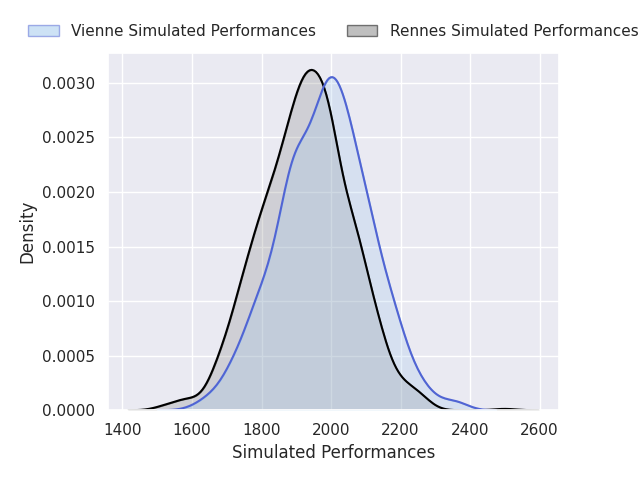 Vienne Simulated Performances
Rennes Simulated Performances
0.0030
0.0025
0.0020
0.0015
0.0010
0.0005
0.0000
Density
1400 1600 1800 2000 2200 2400 2600
Simulated Performances